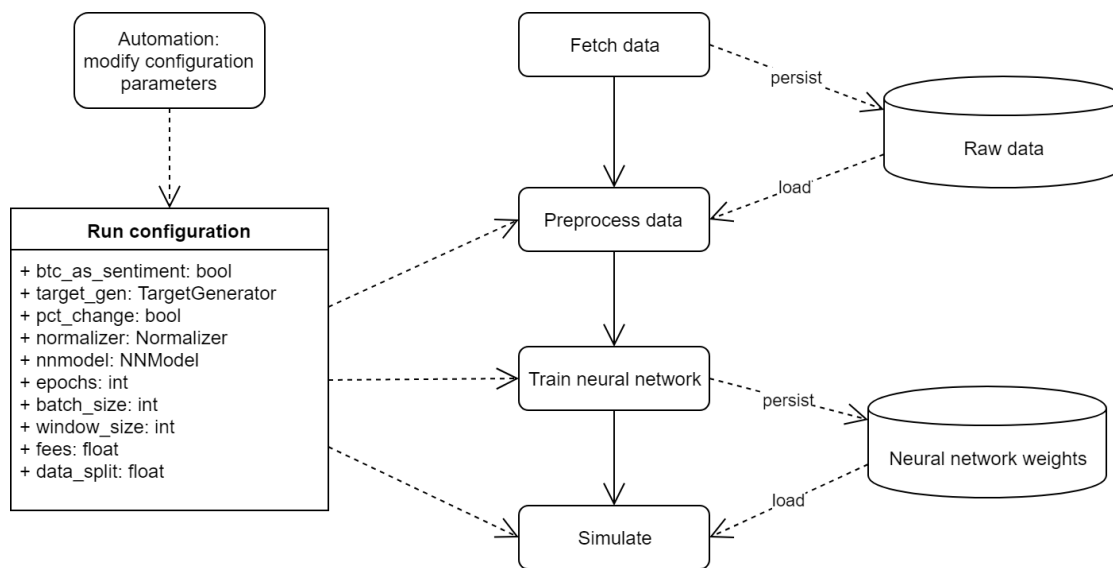 Automation:
modify configuration
parameters
Run configuration
+ btc_as_sentiment: bool
+ target_gen: TargetGenerator
+ pct_change: bool
+ normalizer: Normalizer
+ nnmodel: NNModel
+ epochs: int
+ batch_size: int
+ window_size: int
+ fees: float
+ data_split: float
Fetch data
persist
Raw data
load
Preprocess data
Train neural network
persist
Neural network weights
load
Simulate